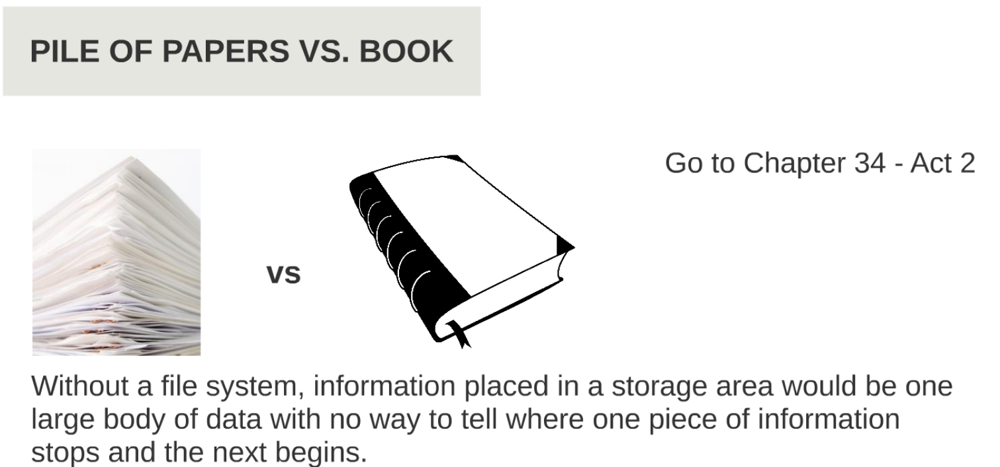 PILE OF PAPERS VS. BOOK
Go to Chapter 34 - Act 2
vs
Without a file system, information placed in a storage area would be one
large body of data with no way to tell where one piece of information
stops and the next begins.